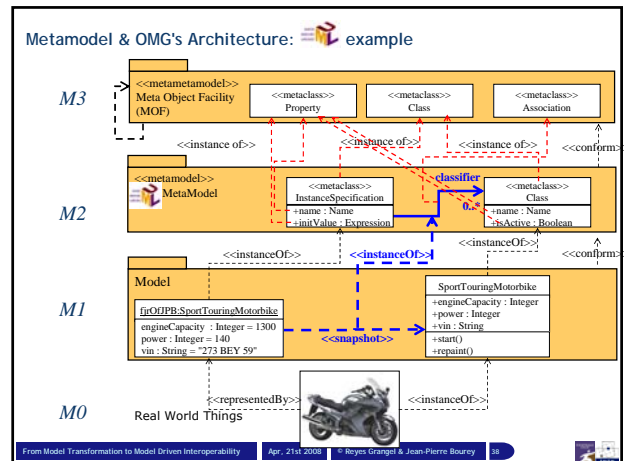 Metamodel & OMG's Architecture: UML example
M3
<<metametamodel>>
Meta Object Facility
(MOF)
<<metaclass>>
Property
<<metaclass>>
Class
<<metaclass>>
Association
<<instance of>>
<<instance of>>
<<instance of>>
<<conform>>
M2
<<metamodel>>
UML MetaModel
<<metaclass>>
InstanceSpecification
+name : Name
+initValue : Expression
classifier
0..*
<<metaclass>>
Class
+name : Name
+isActive : Boolean
<<instanceOf>>
<<instanceOf>>
<<instanceOf>>
<<conform>>
M1
Model
fjrOfJPB:SportTouringMotorbike
engineCapacity : Integer = 1300
power : Integer = 140
vin : String = "273 BEY 59"
<<snapshot>>
SportTouringMotorbike
+engineCapacity : Integer
+power : Integer
+vin : String
+start()
+repaint()
<<representedBy>>
<<instanceOf>>
M0
Real World Things
From Model Transformation to Model Driven Interoperability
Apr, 21st 2008
© Reyes Grangel & Jean-Pierre Bourey
38